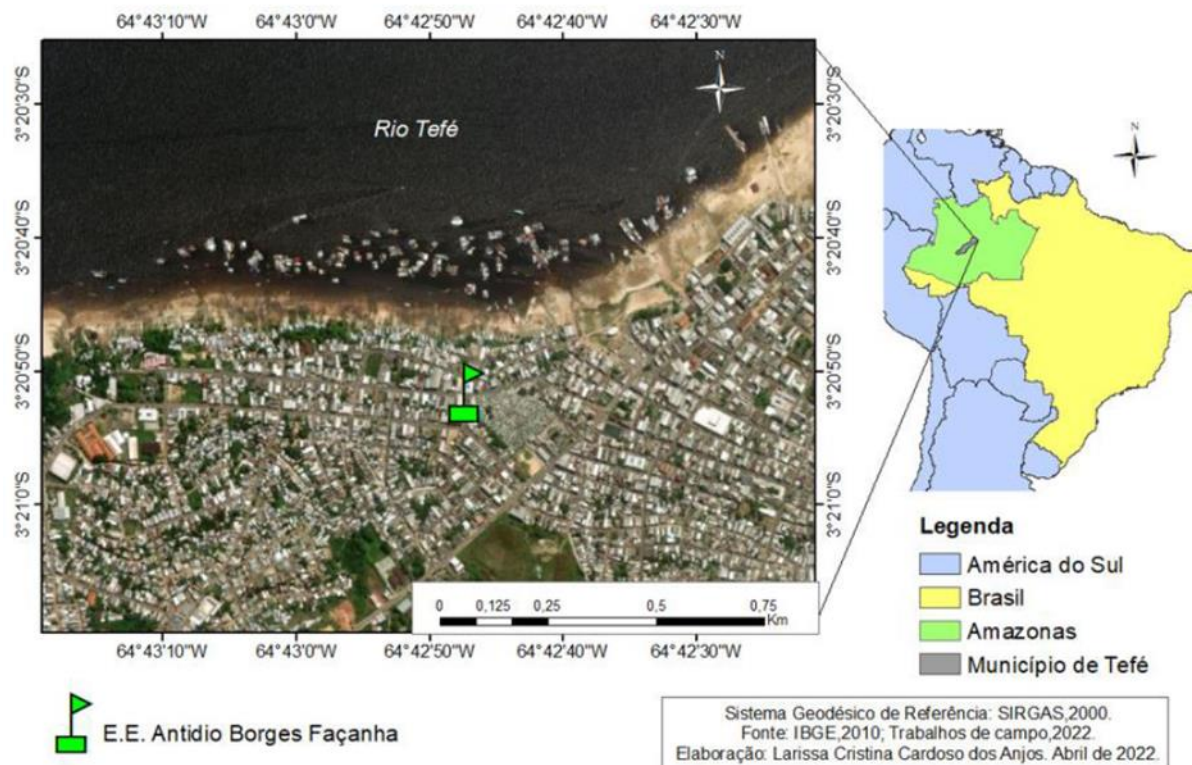 64°43'10"W 64°43'0"W 64°42'50"W 64°42'40"W 64°42'30"W
3°20'30"S
3°20'40"S
3°20'50"S
3°21'0"S
N
Rio Tefé
3°20'30"S
3°20'40"S
3°20'50"S
3°21'0"S
0 0,125 0,25 0,5 0,75
Km
64°43'10"W 64°43'0"W 64°42'50"W 64°42'40"W 64°42'30"W
N
Legenda
América do Sul
Brasil
Amazonas
Município de Tefé
E.E. Antidio Borges Façanha
Sistema Geodésico de Referência: SIRGAS,2000.
Fonte: IBGE,2010; Trabalhos de campo,2022.
Elaboração: Larissa Cristina Cardoso dos Anjos. Abril de 2022.